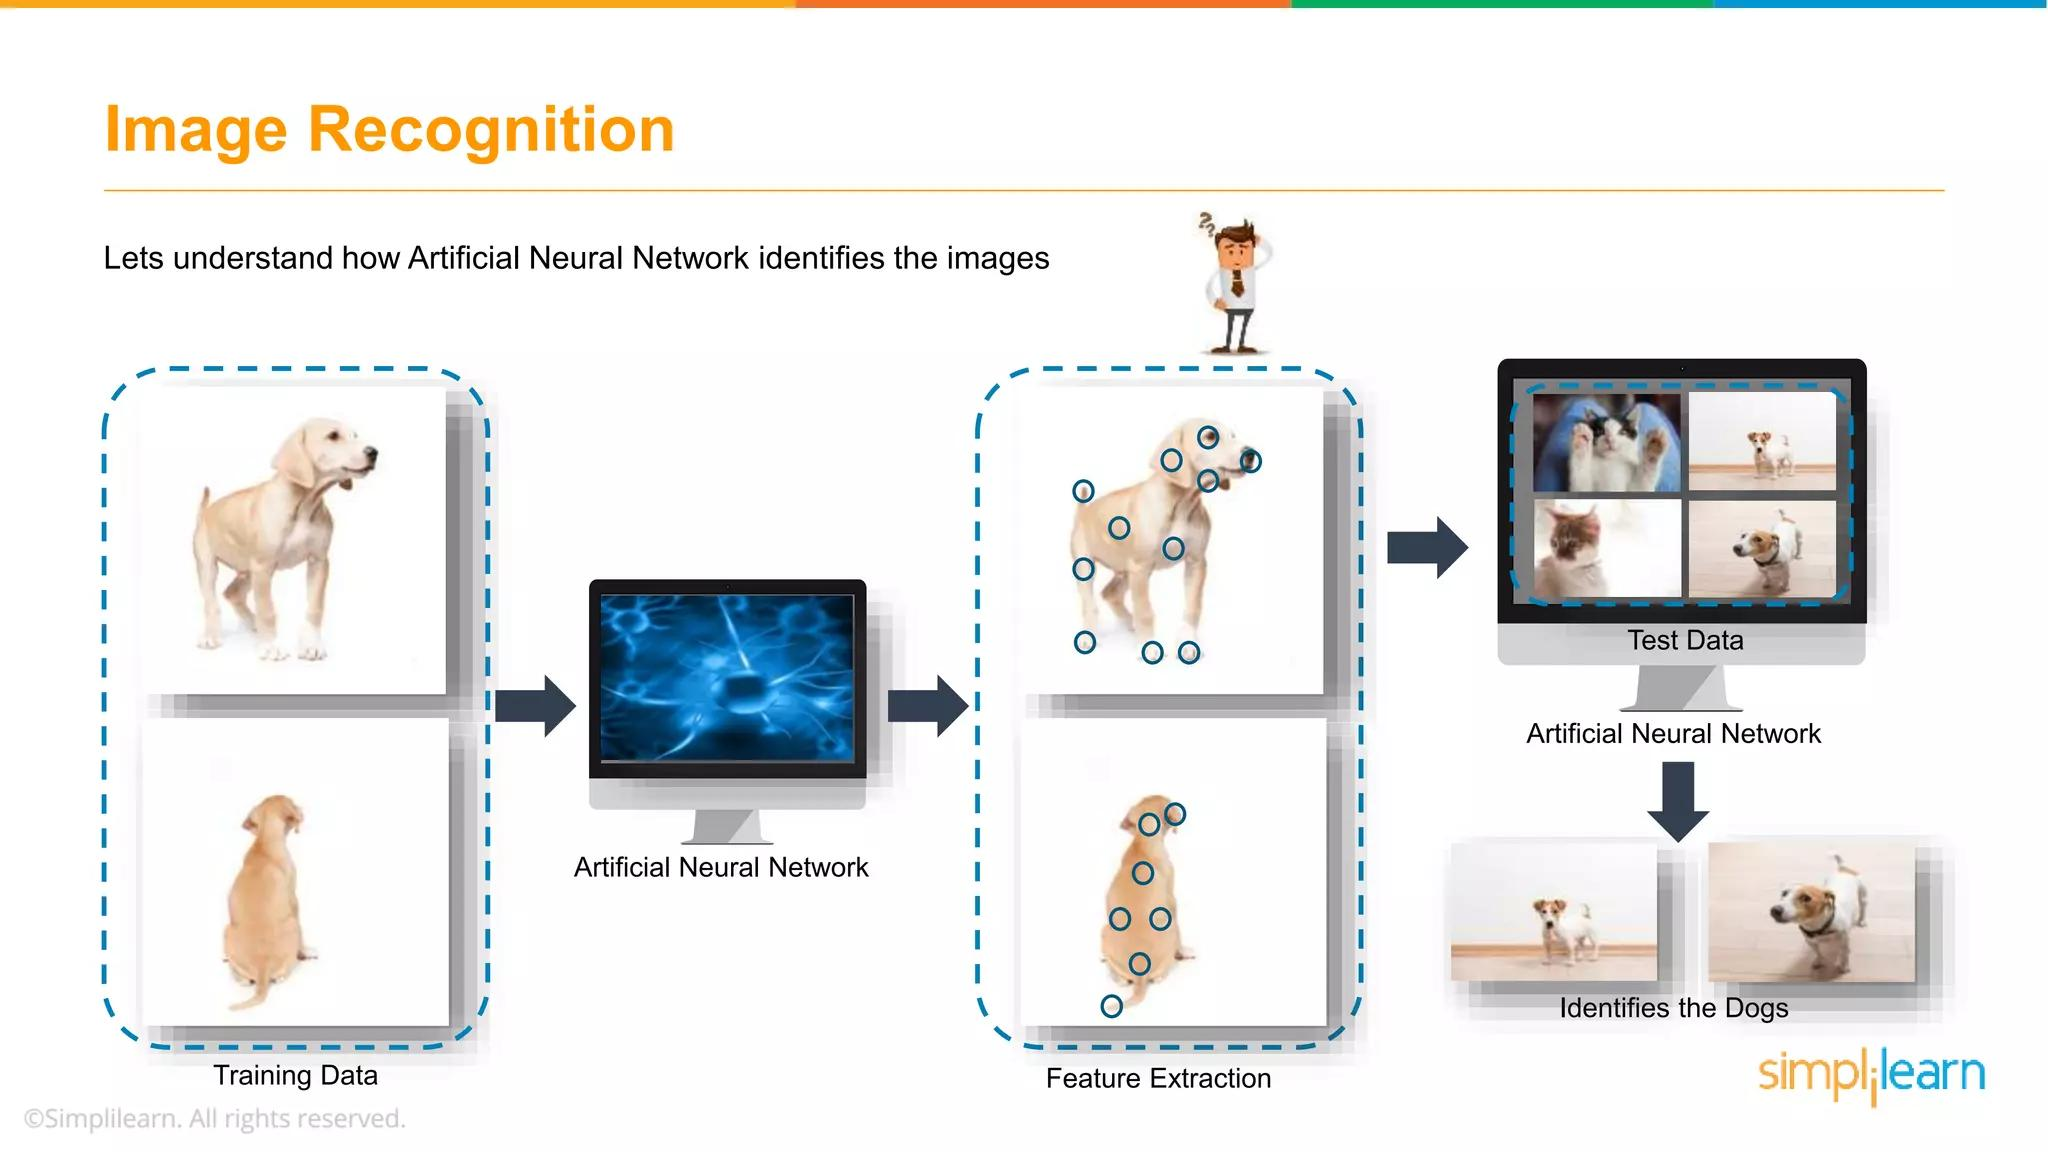 Image Recognition
Lets understand how Artificial Neural Network identifies the images
??
??
Test Data
Artificial Neural Network
Artificial Neural Network
Identifies the Dogs
Training Data
Feature Extraction
simplilearn
©Simplilearn. All rights reserved.